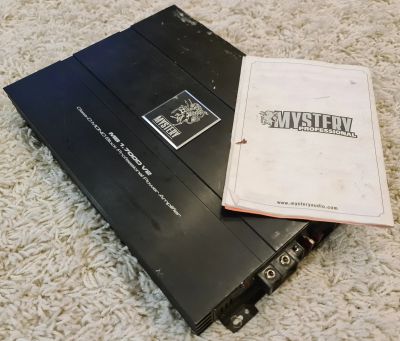 MYSTERY
MB 1.7000 V2
Class-D MONO Block Professional Power Amplifier
MYSTERY
PROFESSIONAL
www.mysteryaudio.com